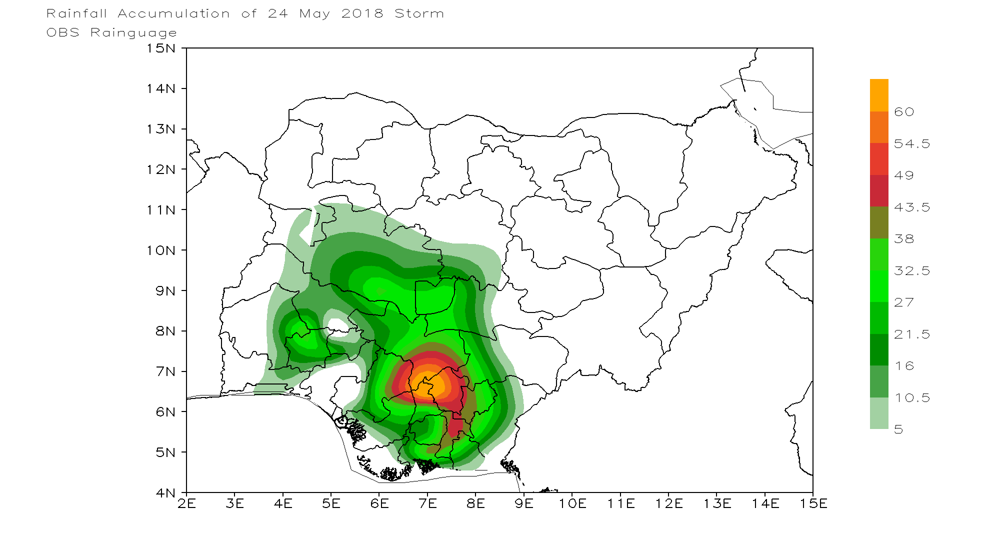 Rainfall Accumulation of 24 May 2018 Storm
OBS Rainguage
15N
14N
13N
12N
11N
10N
9N
8N
7N
6N
5N
4N
2E 3E 4E 5E 6E 7E 8E 9E 10E 11E 12E 13E 14E 15E
60
54.5
49
43.5
38
32.5
27
21.5
16
10.5
5